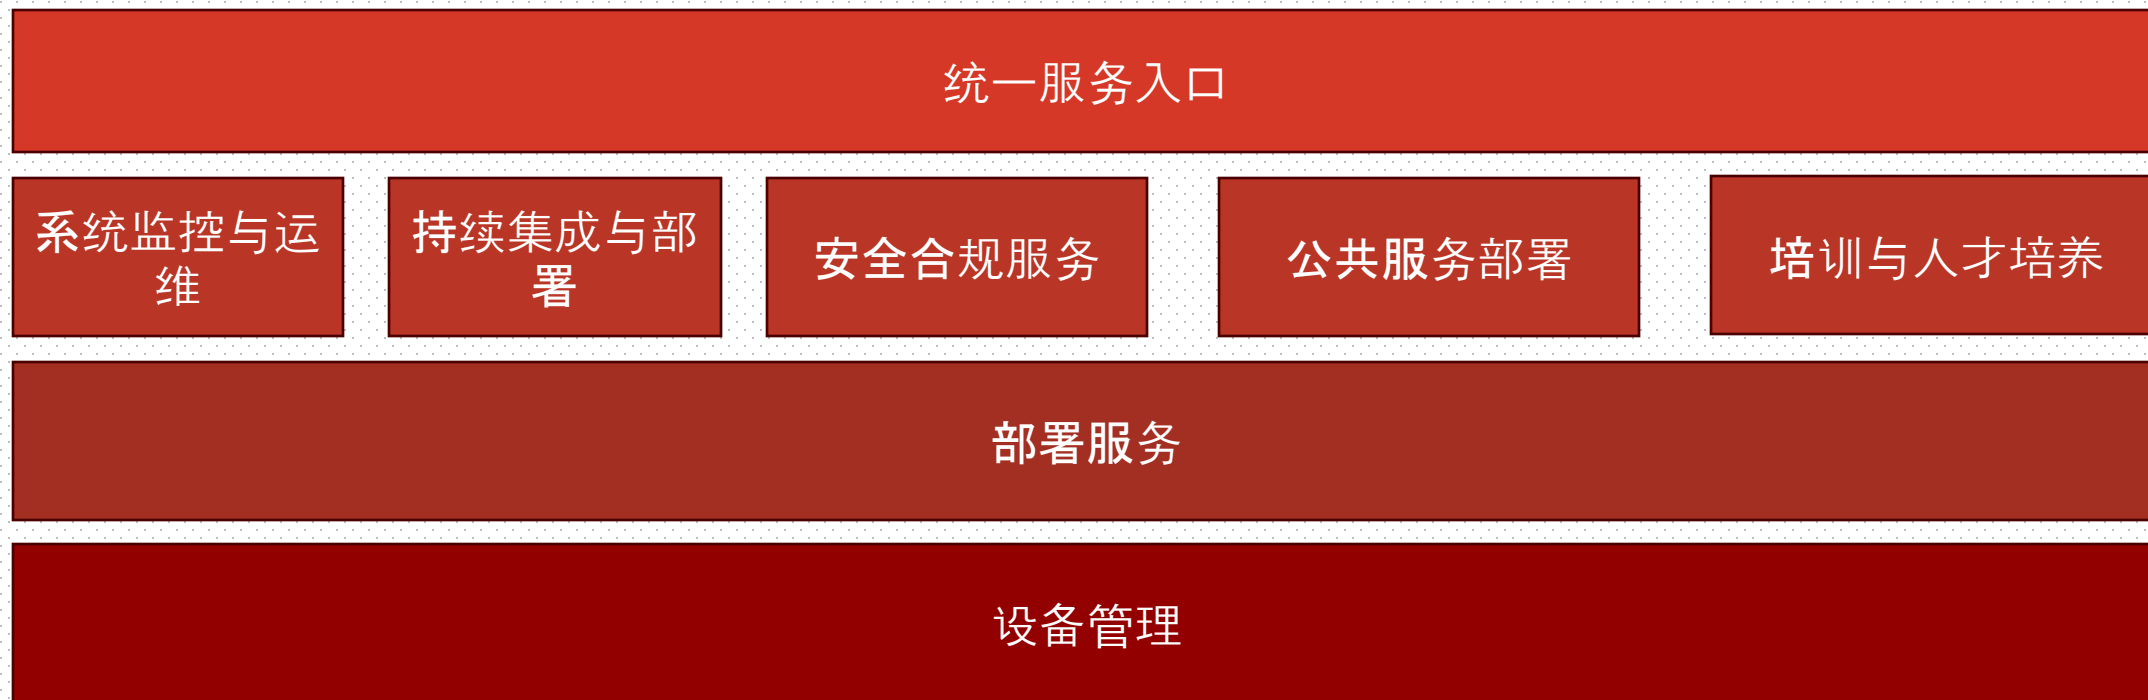 统一服务入口
系统监控与运
维
持续集成与部
署
安全合规服务
公共服务部署
培训与人才培养
部署服务
设备管理